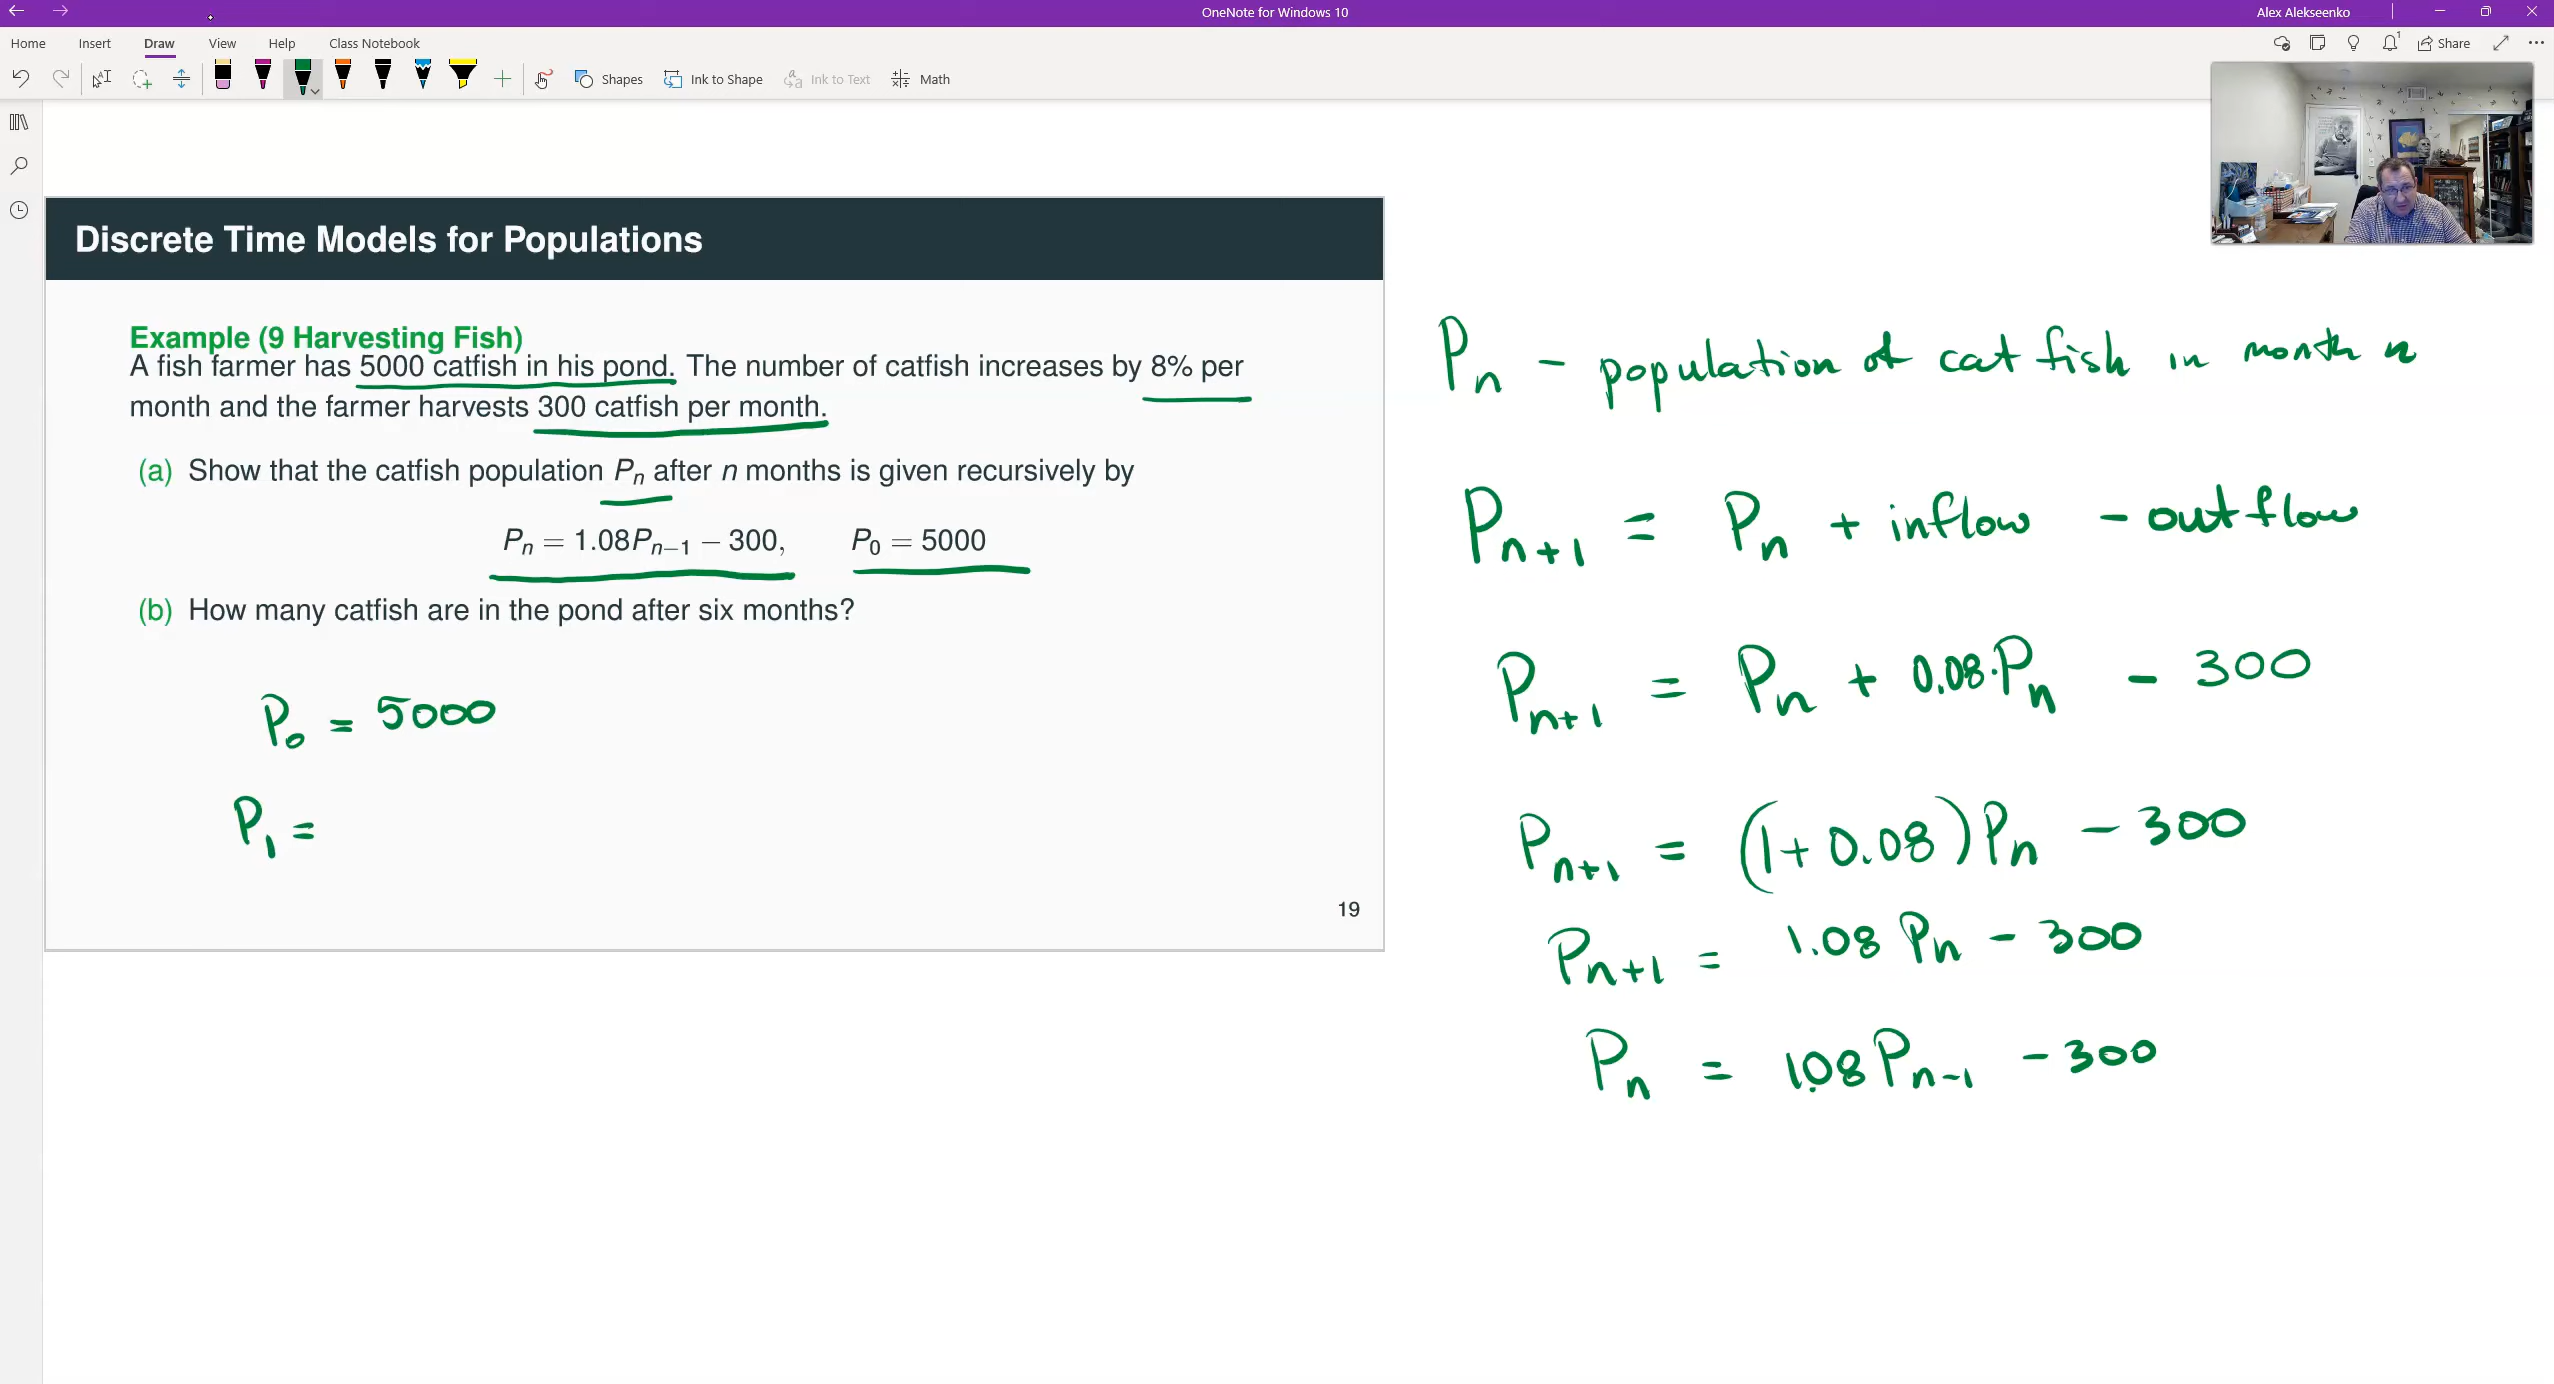 OneNote for Windows 10
Alex Alekseenko
Home Insert Draw View Help Class Notebook
1 Share
Shapes Ink to Shape Ink to Text Math
Discrete Time Models for Populations
Example (9 Harvesting Fish)
A fish farmer has 5000 catfish in his pond. The number of catfish increases by 8% per
month and the farmer harvests 300 catfish per month.
(a) Show that the catfish population Pₙ after n months is given recursively by
Pₙ = 1.08Pₙ₋₁ − 300, P₀ = 5000
(b) How many catfish are in the pond after six months?
P₀ = 5000
P₁ =
19
Pₙ – population of cat fish in month n
Pₙ₊₁ = Pₙ + inflow - outflow
Pₙ₊₁ = Pₙ + 0.08·Pₙ - 300
Pₙ₊₁ = (1+0.08)Pₙ - 300
Pₙ₊₁ = 1.08 Pₙ - 300
Pₙ = 1.08 Pₙ₋₁ - 300